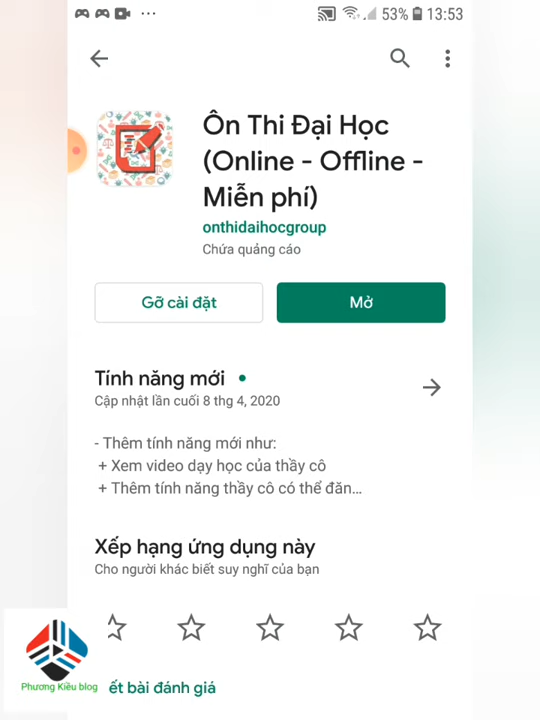 53% 13:53
Ôn Thi Đại Học
(Online - Offline -
Miễn phí)
onthidaihocgroup
Chứa quảng cáo
Gỡ cài đặt
Mở
Tính năng mới
Cập nhật lần cuối 8 thg 4, 2020
- Thêm tính năng mới như:
+ Xem video dạy học của thầy cô
+ Thêm tính năng thầy cô có thể đăn...
Xếp hạng ứng dụng này
Cho người khác biết suy nghĩ của bạn
Phương Kiều blog
ết bài đánh giá